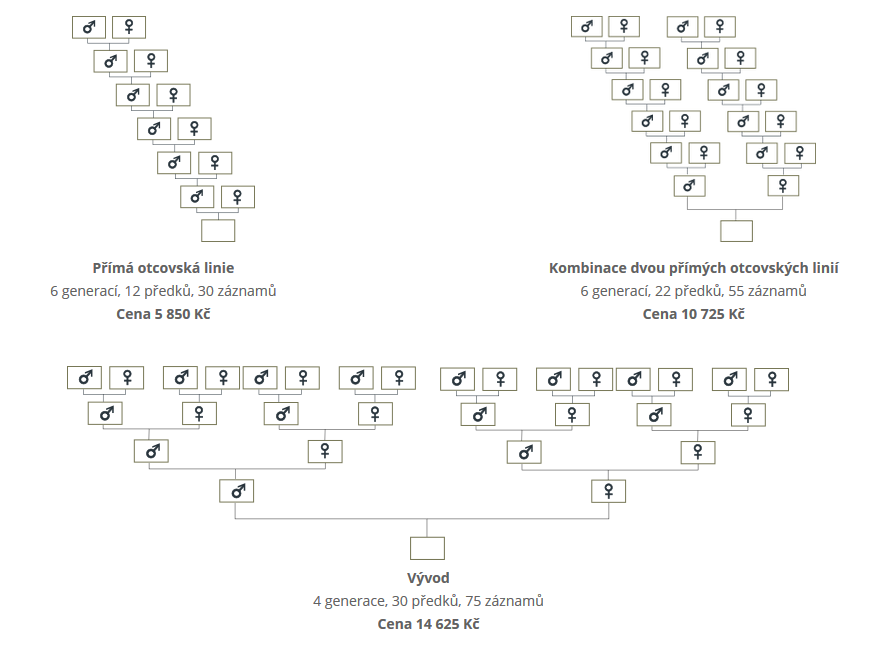 Přímá otcovská linie
6 generací, 12 předků, 30 záznamů
Cena 5 850 Kč
Kombinace dvou přímých otcovských linií
6 generací, 22 předků, 55 záznamů
Cena 10 725 Kč
Vývod
4 generace, 30 předků, 75 záznamů
Cena 14 625 Kč